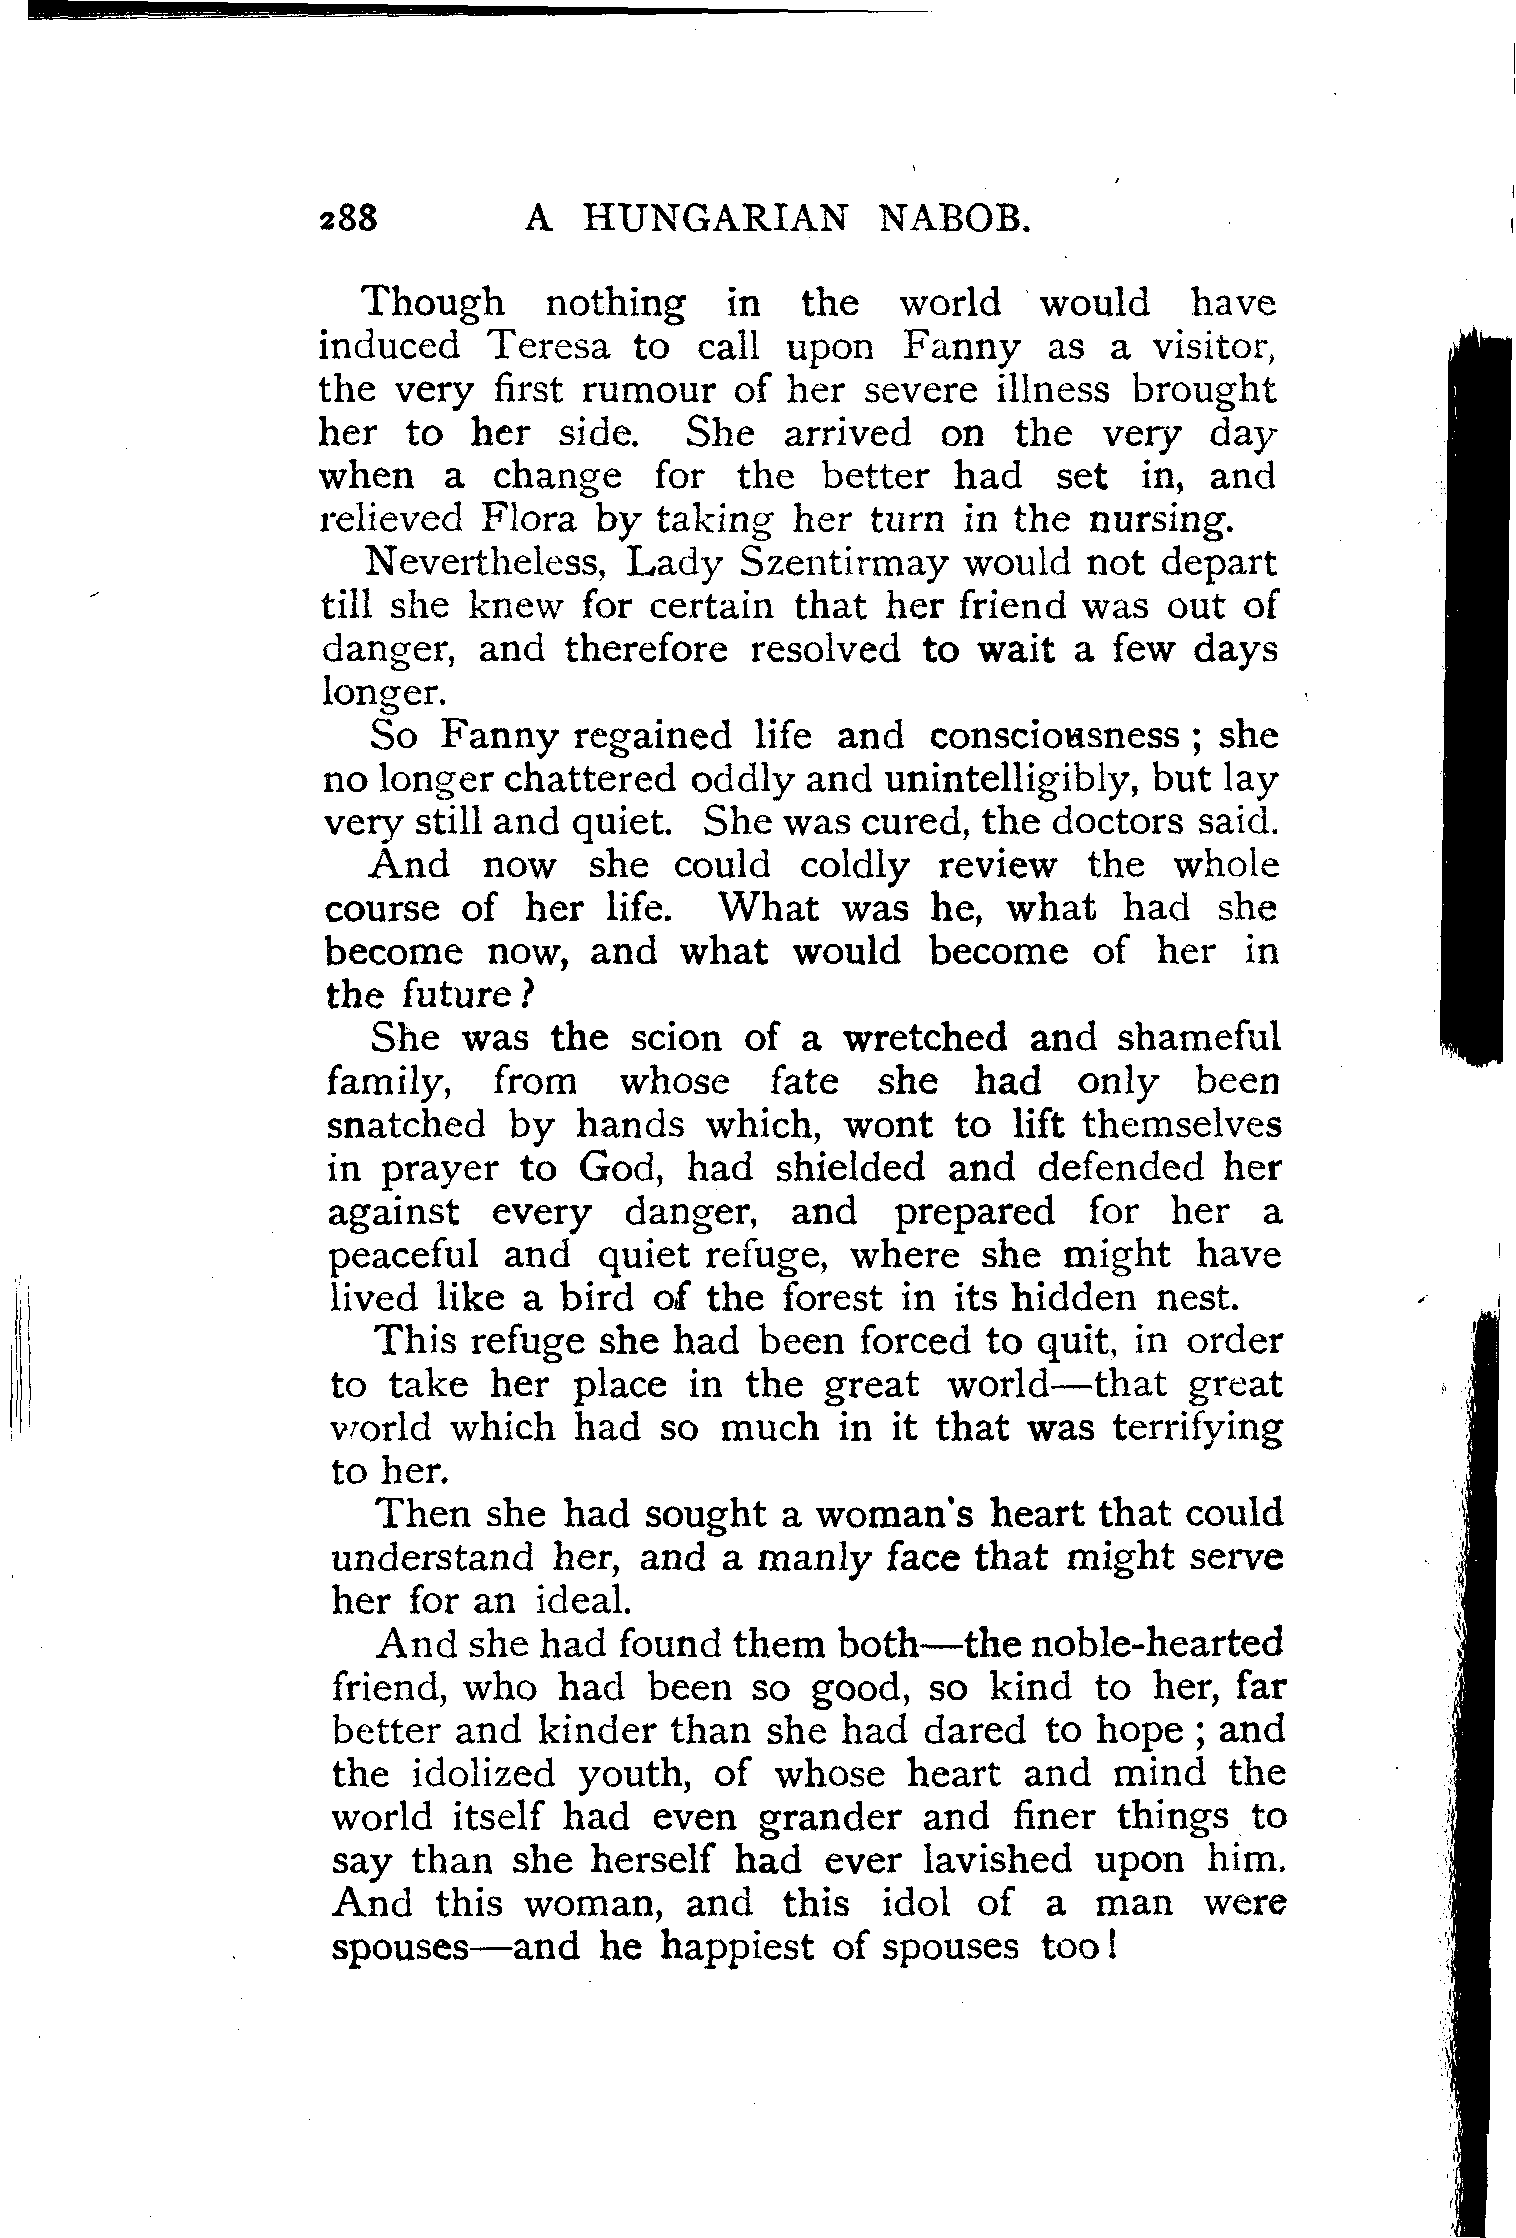 288 A HUNGARIAN NABOB.
Though nothing in the world would have
induced Teresa to call upon Fanny as a visitor,
the very first rumour of her severe illness brought
her to her side. She arrived on the very day
when a change for the better had set in, and
relieved Flora by taking her turn in the nursing.
Nevertheless, Lady Szentirmay would not depart
till she knew for certain that her friend was out of
danger, and therefore resolved to wait a few days
longer.
So Fanny regained life and consciousness ; she
no longer chattered oddly and unintelligibly, but lay
very still and quiet. She was cured, the doctors said.
And now she could coldly review the whole
course of her life. What was he, what had she
become now, and what would become of her in
the future ?
She was the scion of a wretched and shameful
family, from whose fate she had only been
snatched by hands which, wont to lift themselves
in prayer to God, had shielded and defended her
against every danger, and prepared for her a
peaceful and quiet refuge, where she might have
lived like a bird of the forest in its hidden nest.
This refuge she had been forced to quit, in order
to take her place in the great world—that great
world which had so much in it that was terrifying
to her.
Then she had sought a woman's heart that could
understand her, and a manly face that might serve
her for an ideal.
And she had found them both—the noble-hearted
friend, who had been so good, so kind to her, far
better and kinder than she had dared to hope ; and
the idolized youth, of whose heart and mind the
world itself had even grander and finer things to
say than she herself had ever lavished upon him.
And this woman, and this idol of a man were
spouses—and he happiest of spouses too !